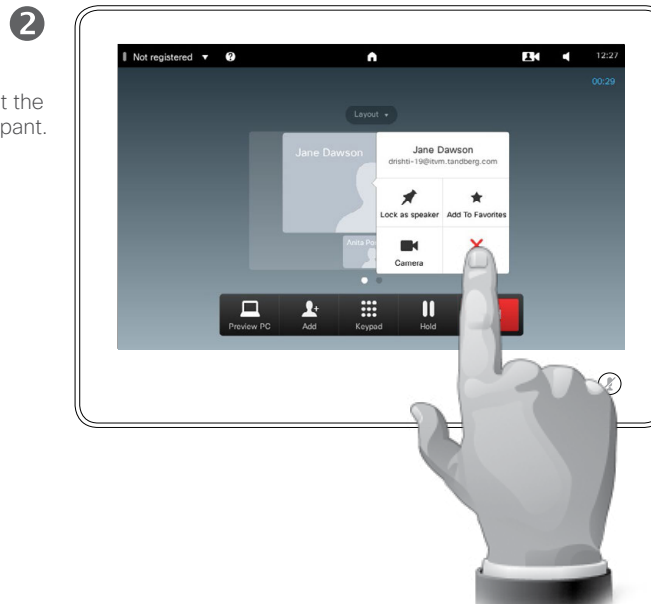 2
t the
pant.
Not registered ? 12:27
00:29
Layout
Jane Dawson
Jane Dawson
drishti-19@itvm.tandberg.com
Lock as speaker Add To Favorites
Anita
Camera
Preview PC Add Keypad Hold